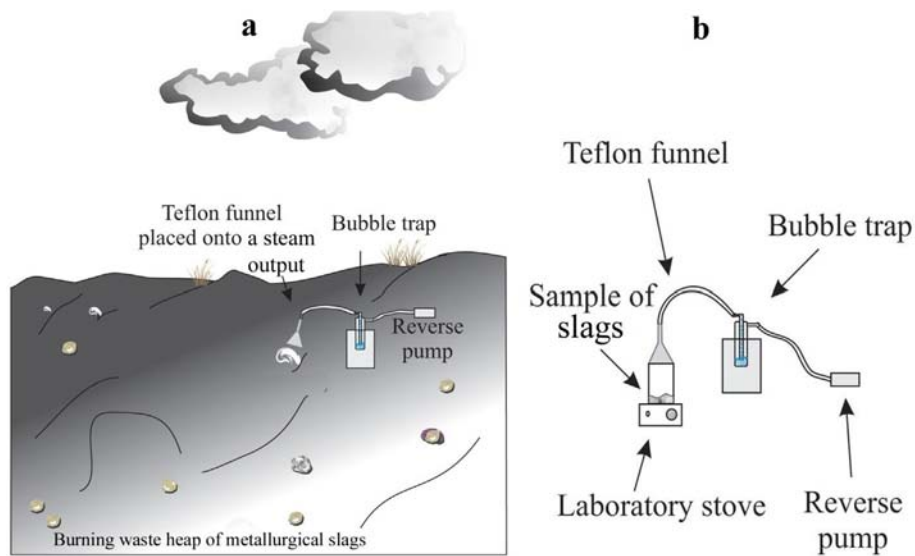 a
Teflon funnel
placed onto a steam
output
Bubble trap
Reverse
pump
Burning waste heap of metallurgical slags
b
Teflon funnel
Bubble trap
Sample of
slags
Laboratory stove
Reverse
pump